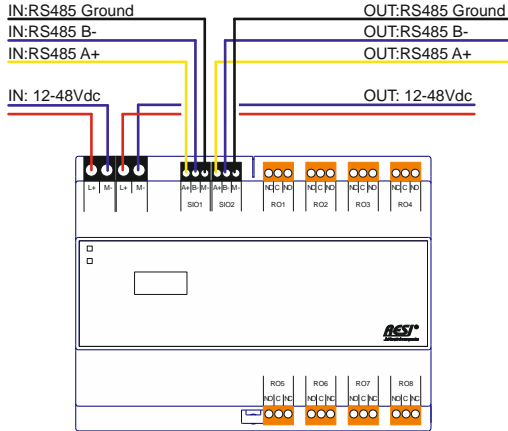 IN:RS485 Ground OUT:RS485 Ground
IN:RS485 B- OUT:RS485 B-
IN:RS485 A+ OUT:RS485 A+
IN: 12-48Vdc OUT: 12-48Vdc
L+ M- L+ M- A+ B- M- A+ B- M- NC C NO NC C NO NC C NO NC C NO
SIO1 SIO2 RO1 RO2 RO3 RO4
RESI®
RO5 RO6 RO7 RO8
NO C NC NO C NC NO C NC NO C NC